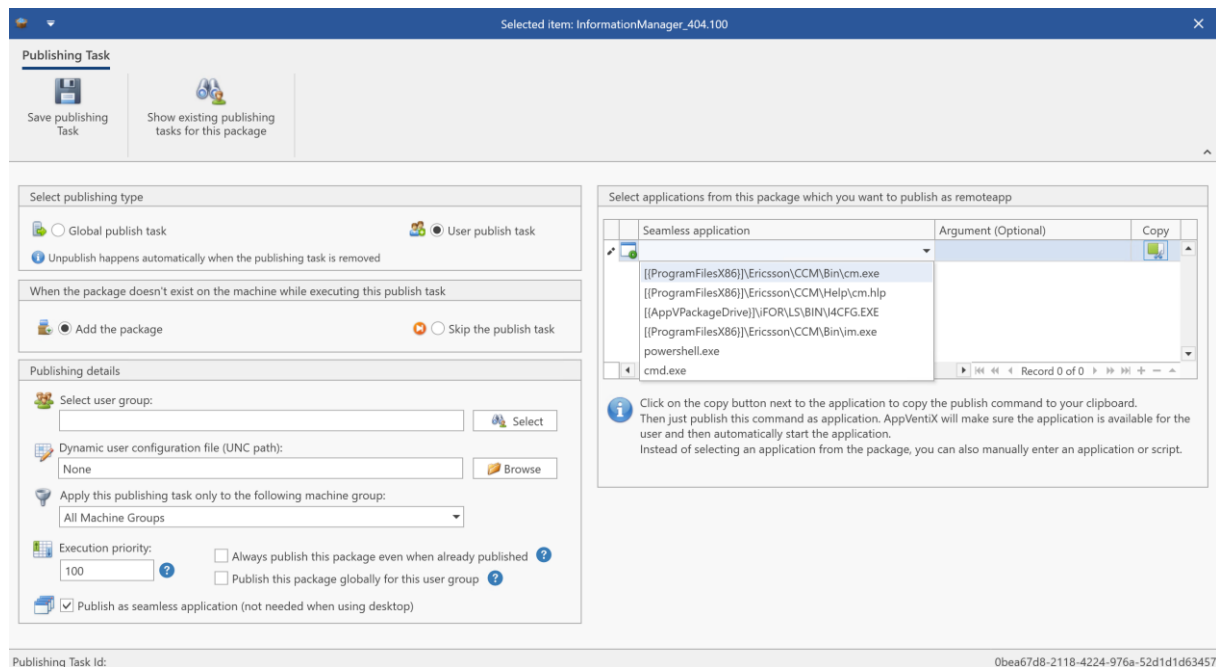 Selected item: InformationManager_404.100
Publishing Task
Save publishing
Task
Show existing publishing
tasks for this package
Select publishing type
Global publish task
User publish task
Unpublish happens automatically when the publishing task is removed
When the package doesn't exist on the machine while executing this publish task
Add the package
Skip the publish task
Publishing details
Select user group:
Select
Dynamic user configuration file (UNC path):
None
Browse
Apply this publishing task only to the following machine group:
All Machine Groups
Execution priority:
100
Always publish this package even when already published
Publish this package globally for this user group
Publish as seamless application (not needed when using desktop)
Select applications from this package which you want to publish as remoteapp
Seamless application Argument (Optional) Copy
[{ProgramFilesX86}]\Ericsson\CCM\Bin\cm.exe
[{ProgramFilesX86}]\Ericsson\CCM\Help\cm.hlp
[{AppVPackageDrive}]\iFOR\LS\BIN\I4CFG.EXE
[{ProgramFilesX86}]\Ericsson\CCM\Bin\im.exe
powershell.exe
cmd.exe
Record 0 of 0
Click on the copy button next to the application to copy the publish command to your clipboard.
Then just publish this command as application. AppVentiX will make sure the application is available for the
user and then automatically start the application.
Instead of selecting an application from the package, you can also manually enter an application or script.
Publishing Task Id:
0bea67d8-2118-4224-976a-52d1d1d63457